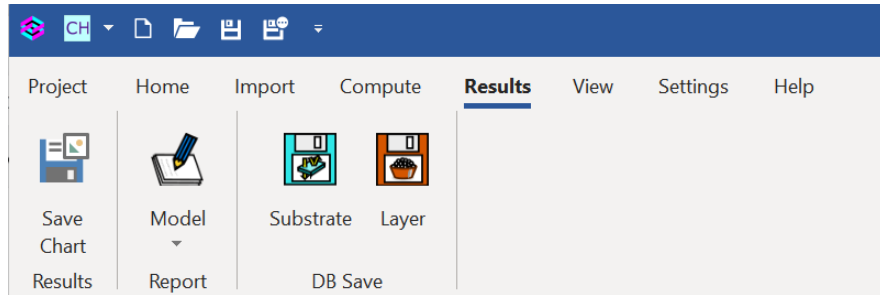 CH
Project Home Import Compute Results View Settings Help
Save Chart
Model
Substrate Layer
Results Report DB Save